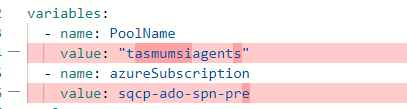 variables:
- name: PoolName
value: "tasmumsiagents"
- name: azureSubscription
value: sqcp-ado-spn-pre